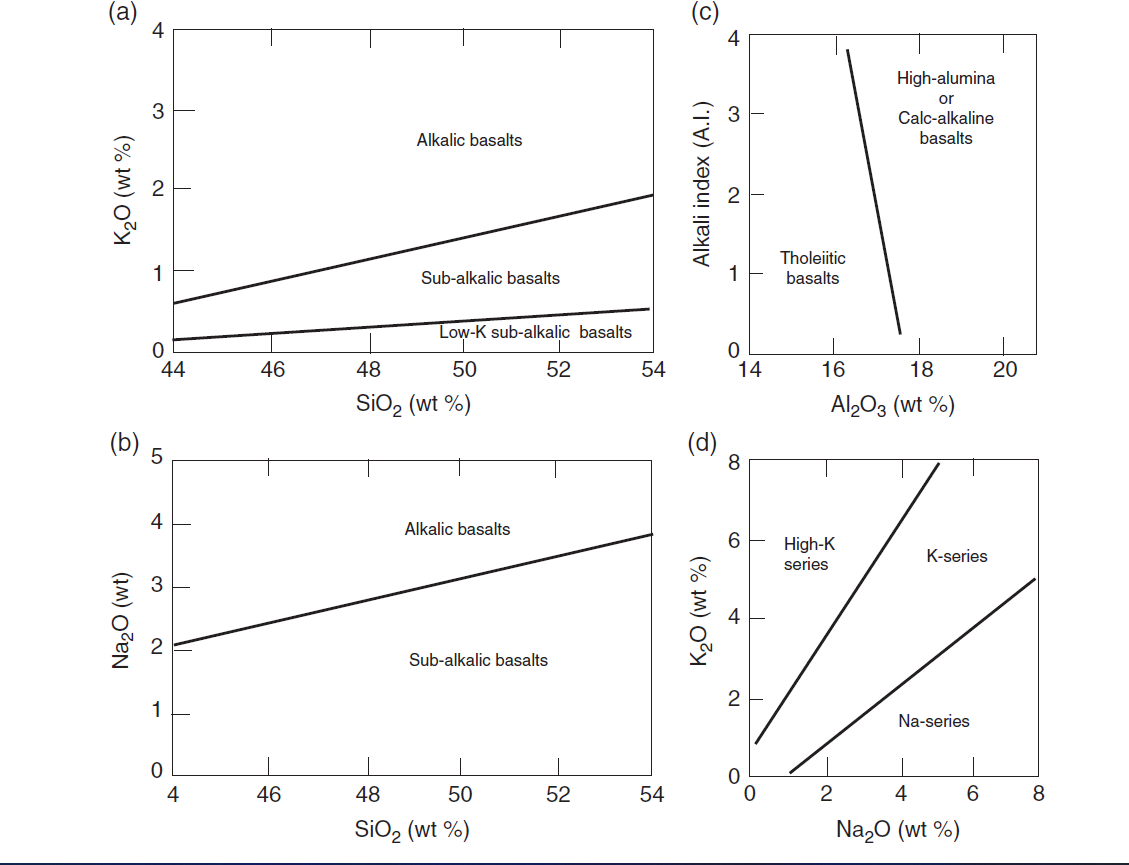 (a)
4
3
2
1
0
K₂O (wt %)
Alkalic basalts
Sub-alkalic basalts
Low-K sub-alkalic basalts
44 46 48 50 52 54
SiO₂ (wt %)
(c)
4
3
2
1
0
Alkali index (A.I.)
High-alumina
or
Calc-alkaline
basalts
Tholeiitic
basalts
14 16 18 20
Al₂O₃ (wt %)
(b)
5
4
3
2
1
0
Na₂O (wt)
Alkalic basalts
Sub-alkalic basalts
4 46 48 50 52 54
SiO₂ (wt %)
(d)
8
6
4
2
0
K₂O (wt %)
High-K
series
K-series
Na-series
0 2 4 6 8
Na₂O (wt %)